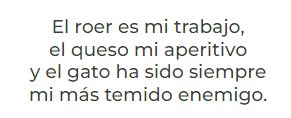 El roer es mi trabajo,
el queso mi aperitivo
y el gato ha sido siempre
mi más temido enemigo.